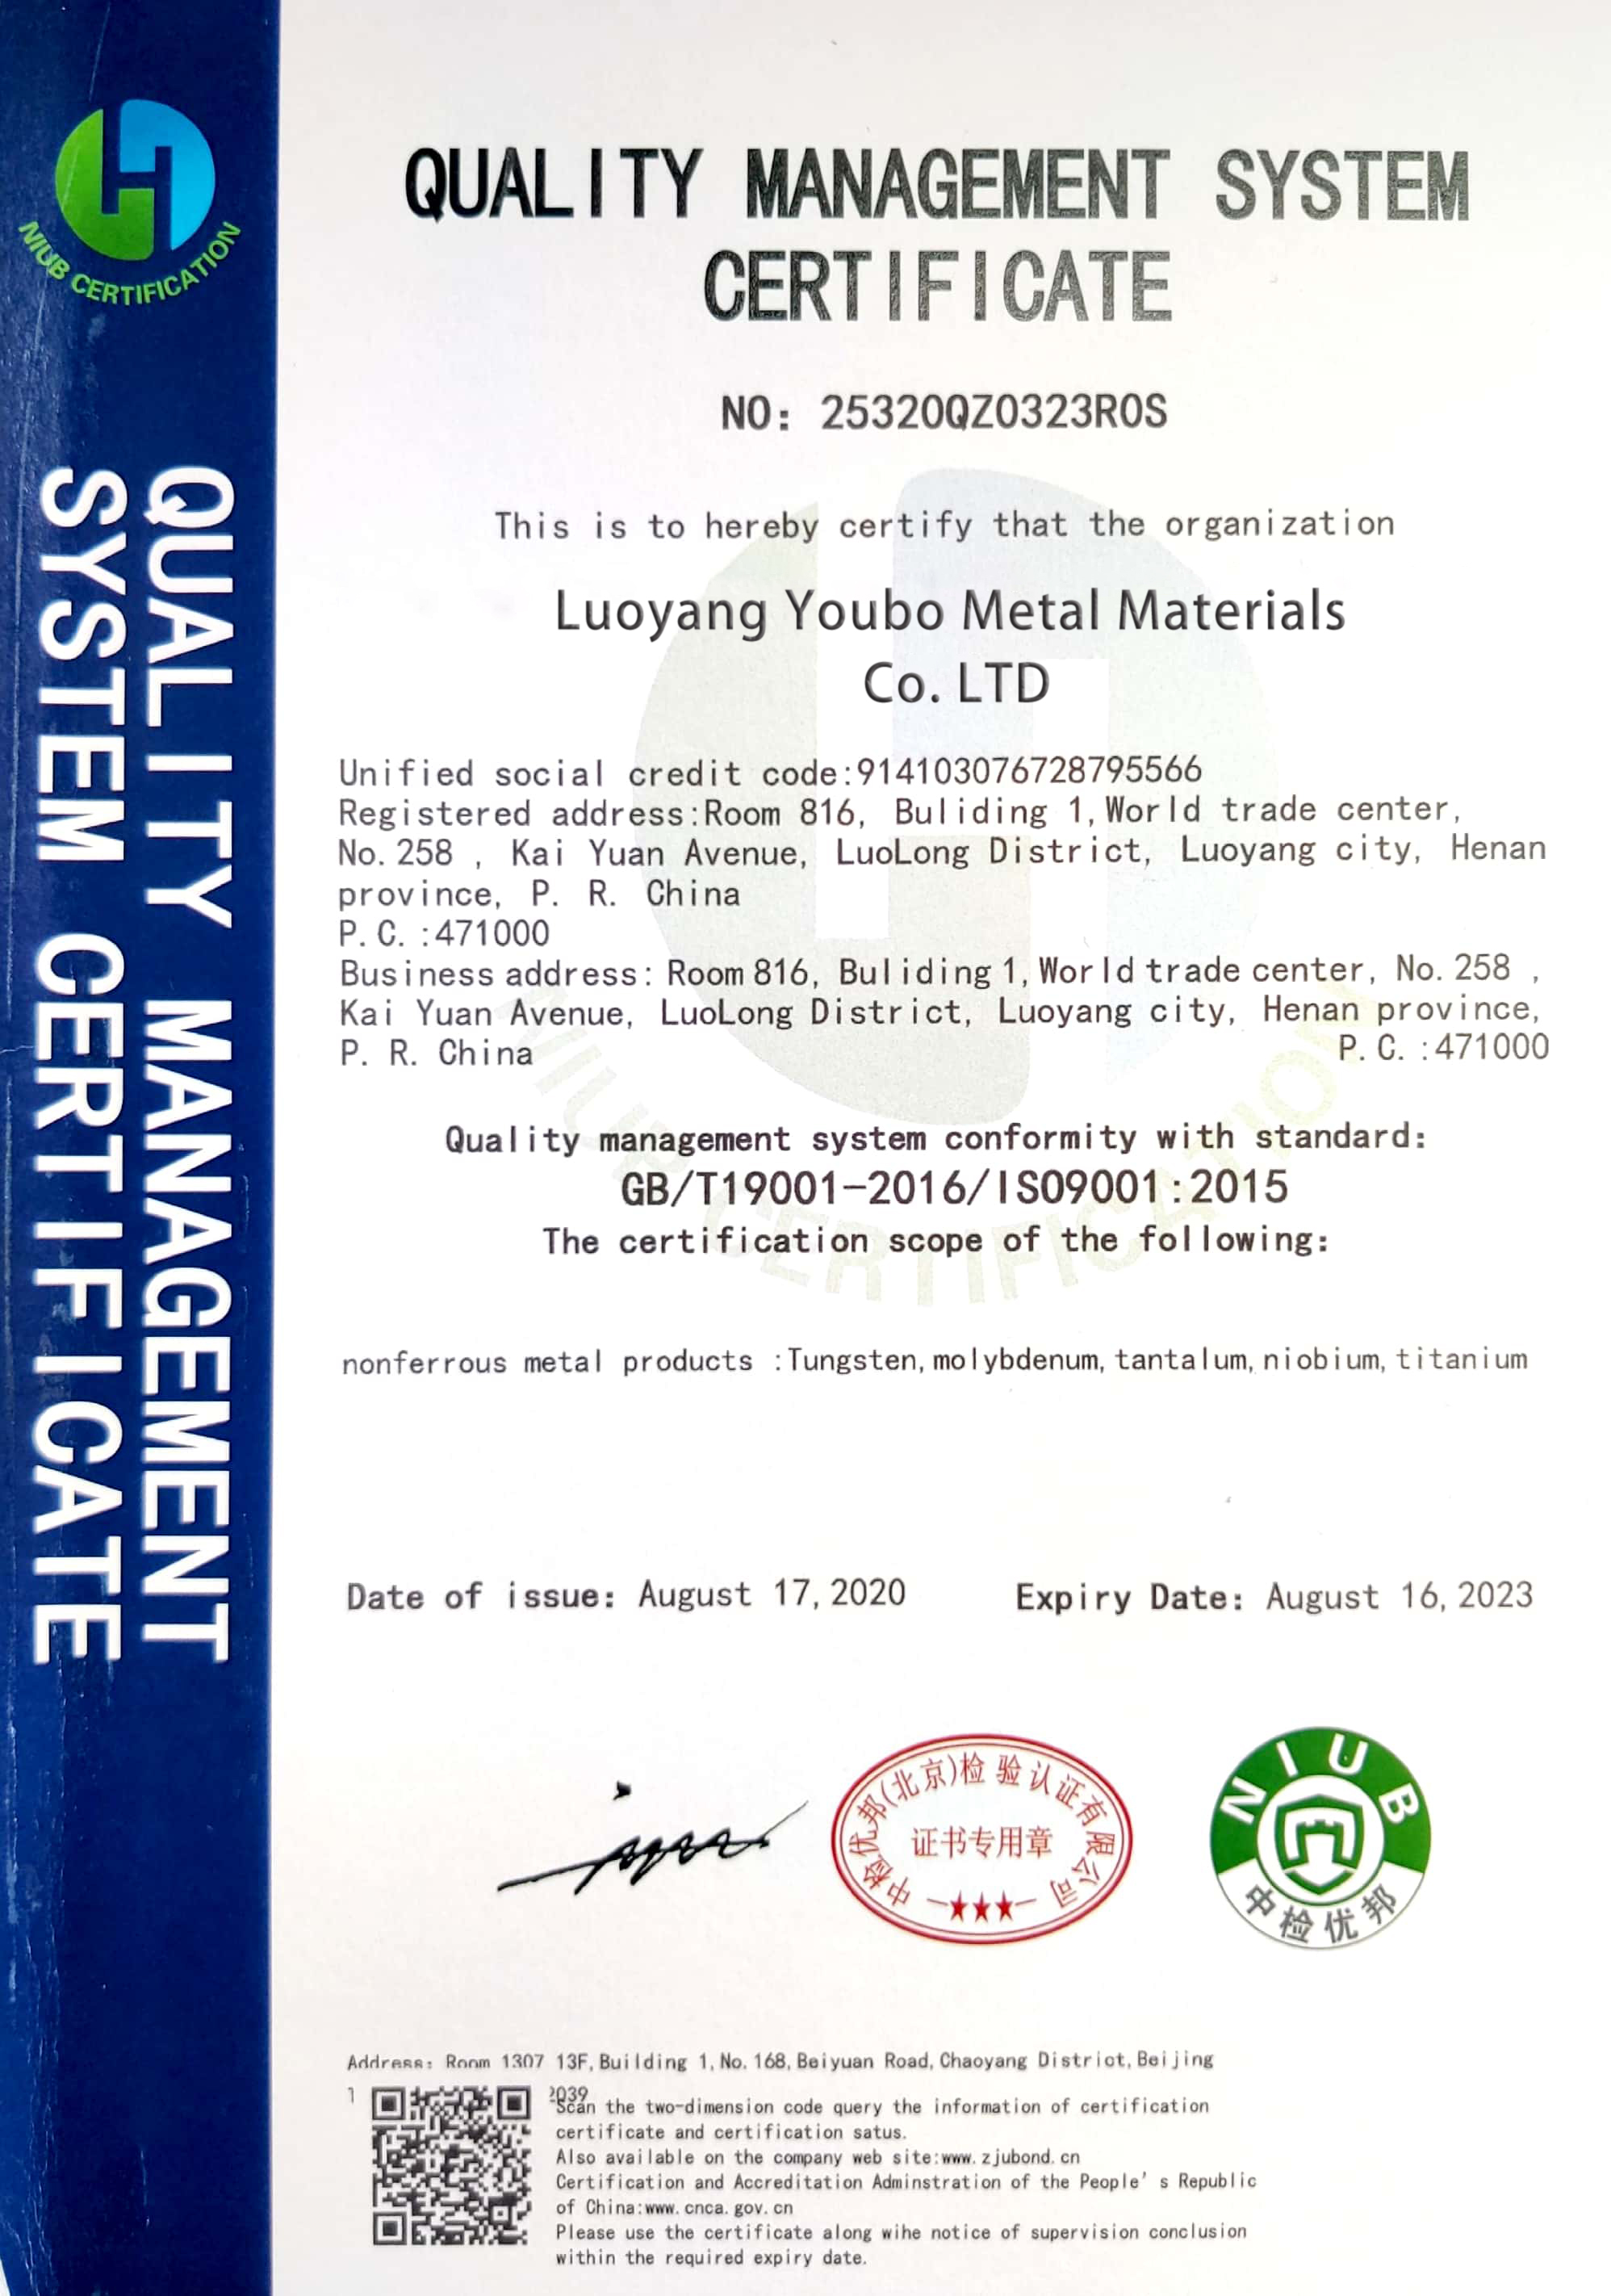 NIUB CERTIFICATION
QUALITY MANAGEMENT
SYSTEM CERTIFICATE
QUALITY MANAGEMENT SYSTEM
CERTIFICATE
NO: 25320QZ0323ROS
This is to hereby certify that the organization
Luoyang Youbo Metal Materials
Co. LTD
Unified social credit code:914103076728795566
Registered address:Room 816, Buliding 1,World trade center,
No.258 , Kai Yuan Avenue, LuoLong District, Luoyang city, Henan
province, P. R. China
P.C. :471000
Business address: Room 816, Buliding 1,World trade center, No.258 ,
Kai Yuan Avenue, LuoLong District, Luoyang city, Henan province,
P. R. China P.C. :471000
Quality management system conformity with standard:
GB/T19001-2016/ISO9001:2015
The certification scope of the following:
nonferrous metal products :Tungsten,molybdenum,tantalum,niobium,titanium
Date of issue: August 17,2020 Expiry Date: August 16,2023
中检优邦(北京)检验认证有限公司
证书专用章
NIUB
中检优邦
Address: Room 1307 13F,Building 1,No.168,Beiyuan Road,Chaoyang District,Beijing
1 2039
Scan the two-dimension code query the information of certification
certificate and certification satus.
Also available on the company web site:www.zjubond.cn
Certification and Accreditation Adminstration of the People's Republic
of China:www.cnca.gov.cn
Please use the certificate along wihe notice of supervision conclusion
within the required expiry date.
NIUB CERTIFICATION